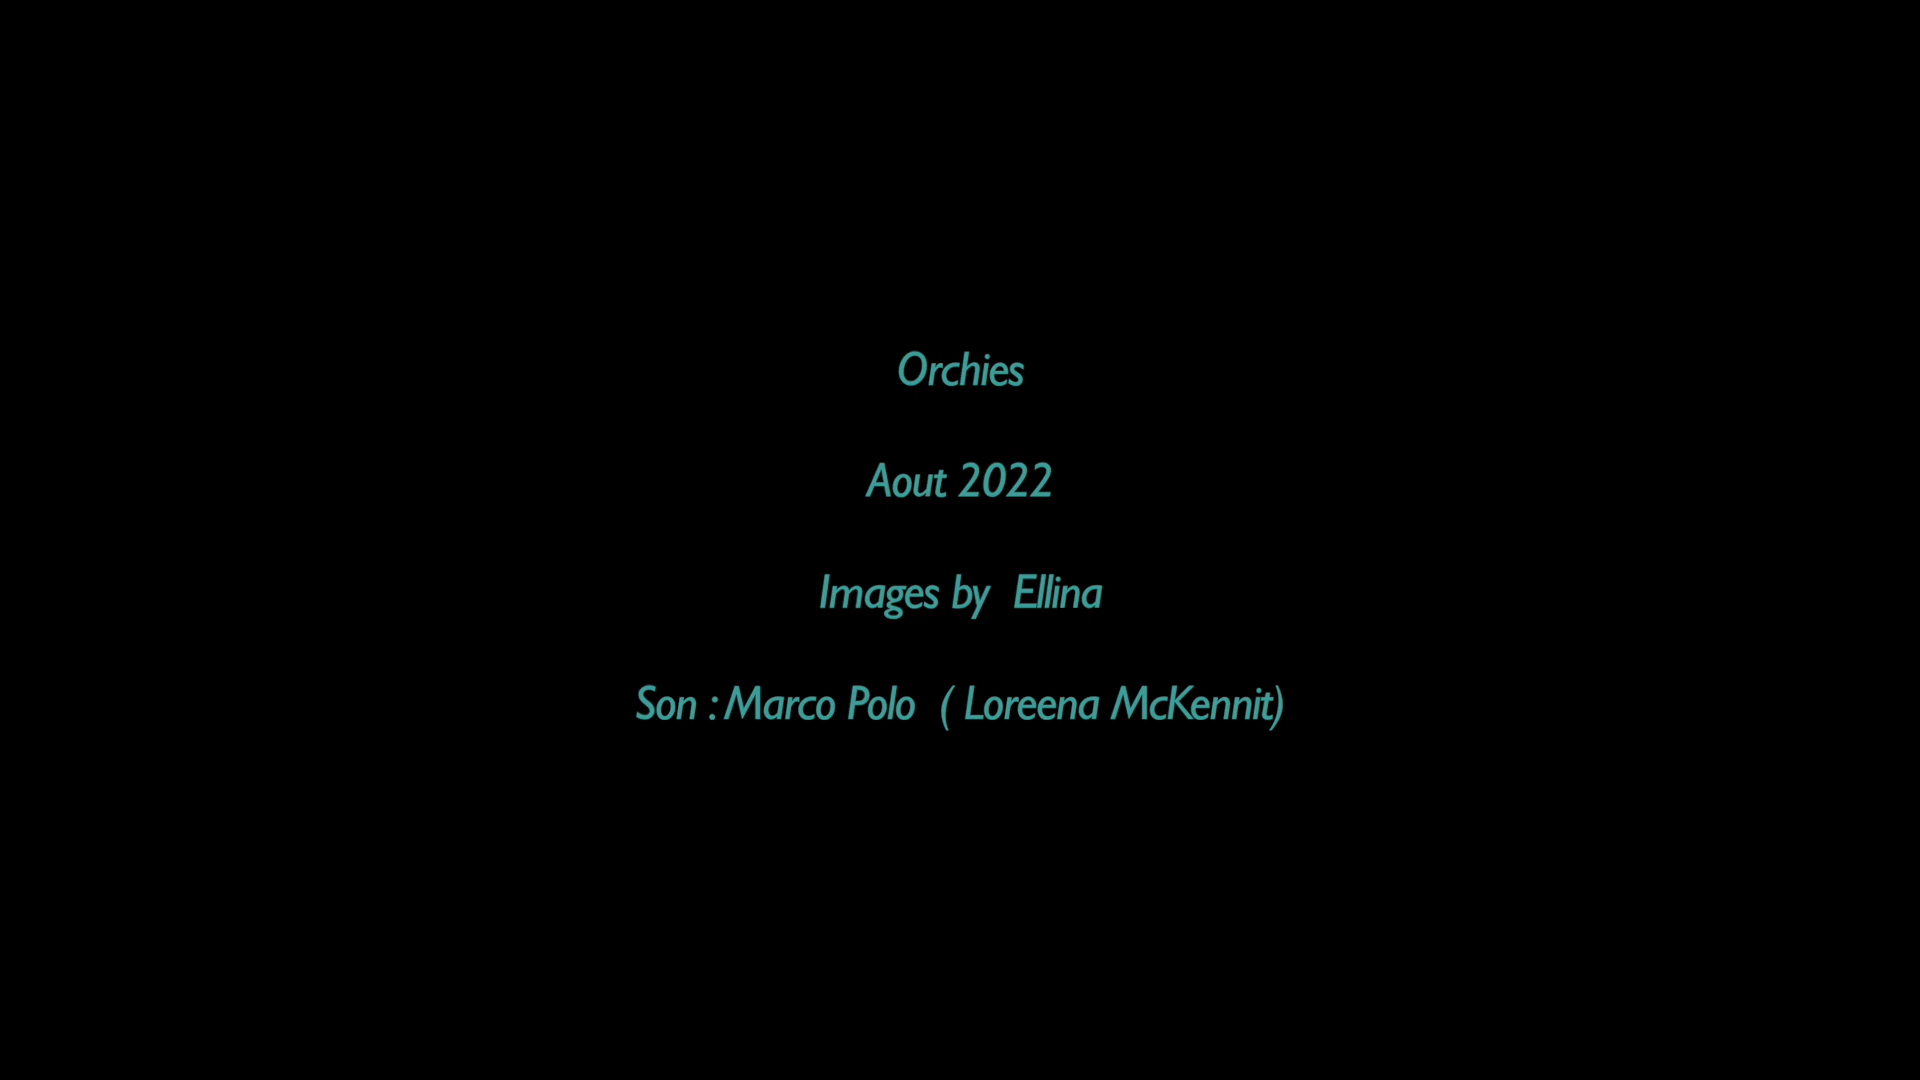 Orchies
Aout 2022
Images by  Ellina
Son : Marco Polo  ( Loreena McKennit)